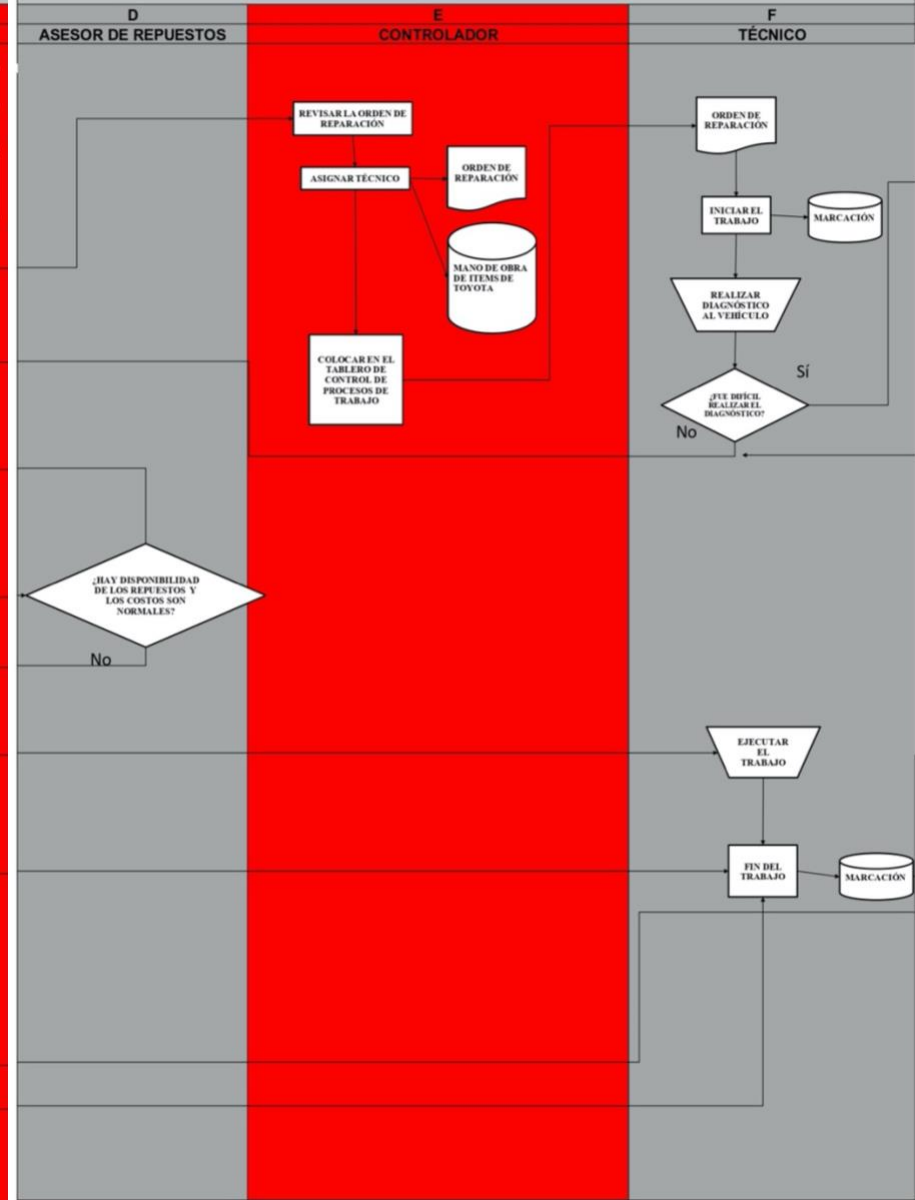 D
E
F
ASESOR DE REPUESTOS
CONTROLADOR
TÉCNICO
REVISAR LA ORDEN DE
REPARACIÓN
ASIGNAR TÉCNICO
ORDEN DE
REPARACIÓN
MANO DE OBRA
DE ITEMS DE
TOYOTA
COLOCAR EN EL
TABLERO DE
CONTROL DE
PROCESOS DE
TRABAJO
ORDEN DE
REPARACIÓN
INICIAR EL
TRABAJO
MARCACIÓN
REALIZAR
DIAGNÓSTICO
AL VEHÍCULO
Sí
¿FUE DIFÍCIL
REALIZAR EL
DIAGNÓSTICO?
No
¿HAY DISPONIBILIDAD
DE LOS REPUESTOS Y
LOS COSTOS SON
NORMALES?
No
EJECUTAR
EL
TRABAJO
FIN DEL
TRABAJO
MARCACIÓN